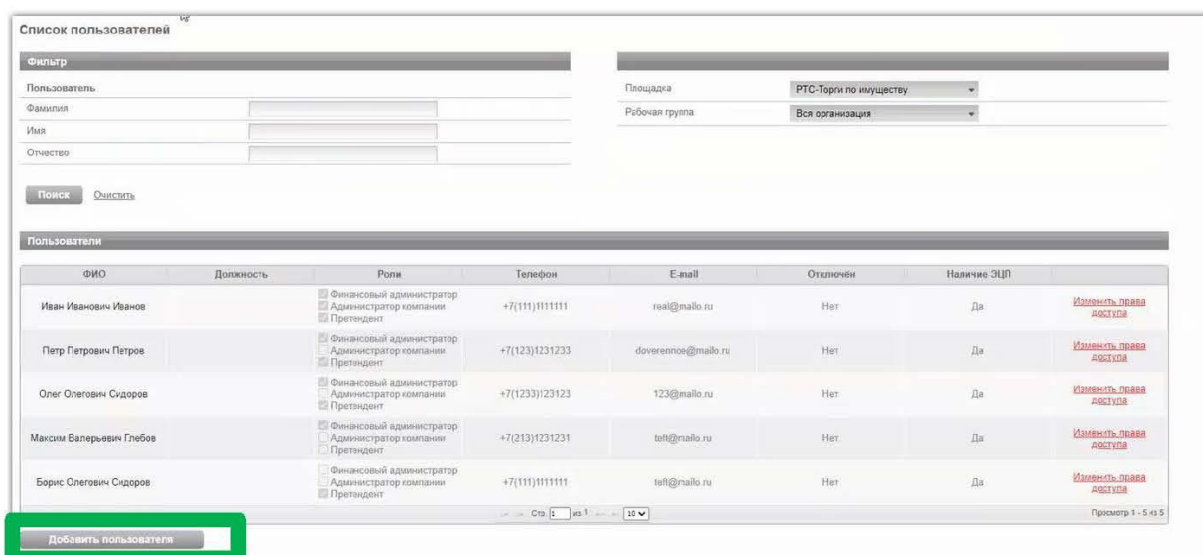 Список пользователей
Фильтр
Пользователь
Фамилия
Имя
Отчество
Площадка РТС-Торги по имуществу
Рабочая группа Вся организация
Поиск Очистить
Пользователи
ФИО Должность Роли Телефон E-mail Отключён Наличие ЭЦП
Финансовый администратор
Иван Иванович Иванов Администратор компании +7(111)1111111 real@mailo.ru Нет Да Изменить права доступа
Претендент
Финансовый администратор
Петр Петрович Петров Администратор компании +7(123)1231233 doverennoe@mailo.ru Нет Да Изменить права доступа
Претендент
Финансовый администратор
Олег Олегович Сидоров Администратор компании +7(1233)123123 123@mailo.ru Нет Да Изменить права доступа
Претендент
Финансовый администратор
Максим Валерьевич Глебов Администратор компании +7(213)1231231 Нет Да Изменить права доступа
Претендент
Финансовый администратор
Борис Олегович Сидоров Администратор компании +7(111)1111111 Нет Да Изменить права доступа
Претендент
Стр. 1 из 1 10 Просмотр 1 - 5 из 5
Добавить пользователя